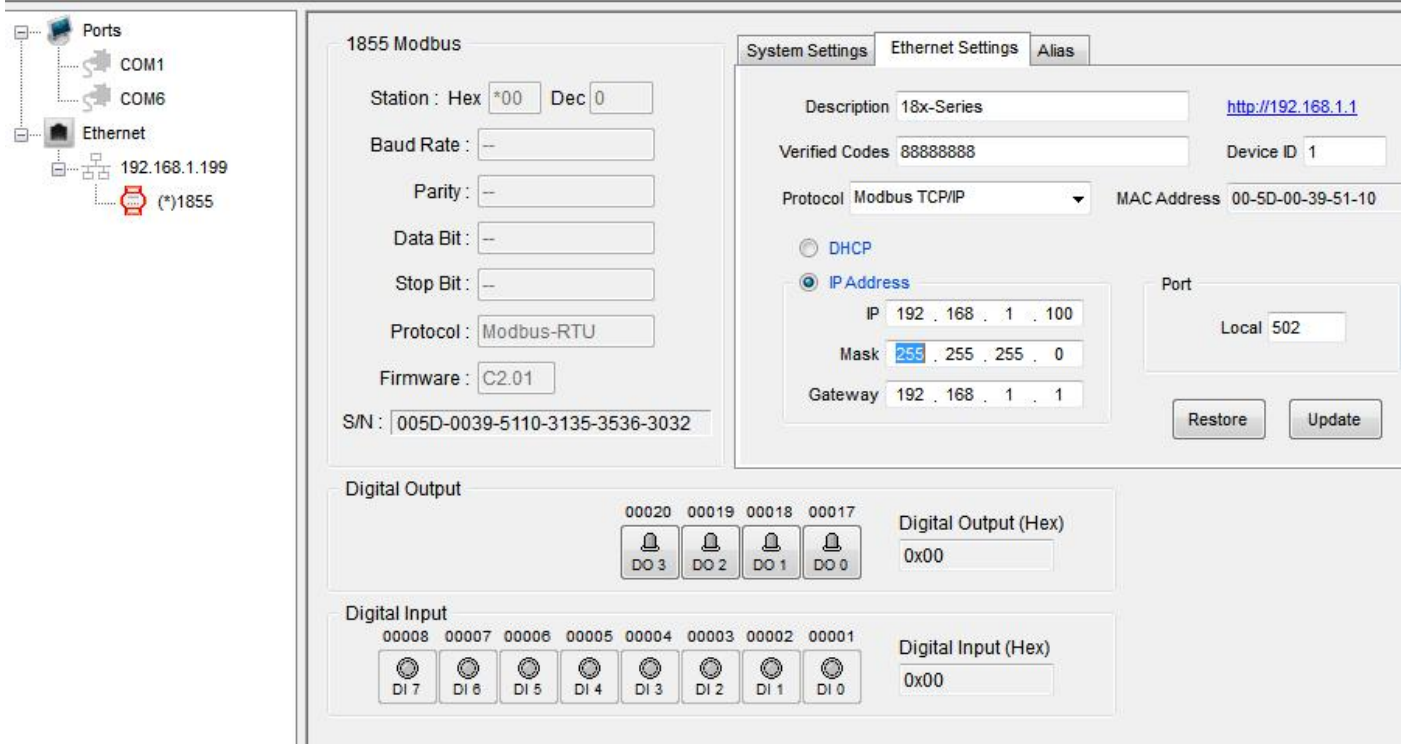 Ports
COM1
COM6
Ethernet
192.168.1.199
(*)1855
1855 Modbus
Station : Hex *00 Dec 0
Baud Rate : --
Parity : --
Data Bit : --
Stop Bit : --
Protocol : Modbus-RTU
Firmware : C2.01
S/N : 005D-0039-5110-3135-3536-3032
System Settings Ethernet Settings Alias
Description 18x-Series http://192.168.1.1
Verified Codes 88888888 Device ID 1
Protocol Modbus TCP/IP MAC Address 00-5D-00-39-51-10
DHCP
IP Address
IP 192 . 168 . 1 . 100
Mask 255 . 255 . 255 . 0
Gateway 192 . 168 . 1 . 1
Port
Local 502
Restore Update
Digital Output
00020 00019 00018 00017
DO 3 DO 2 DO 1 DO 0
Digital Output (Hex)
0x00
Digital Input
00008 00007 00006 00005 00004 00003 00002 00001
DI 7 DI 6 DI 5 DI 4 DI 3 DI 2 DI 1 DI 0
Digital Input (Hex)
0x00